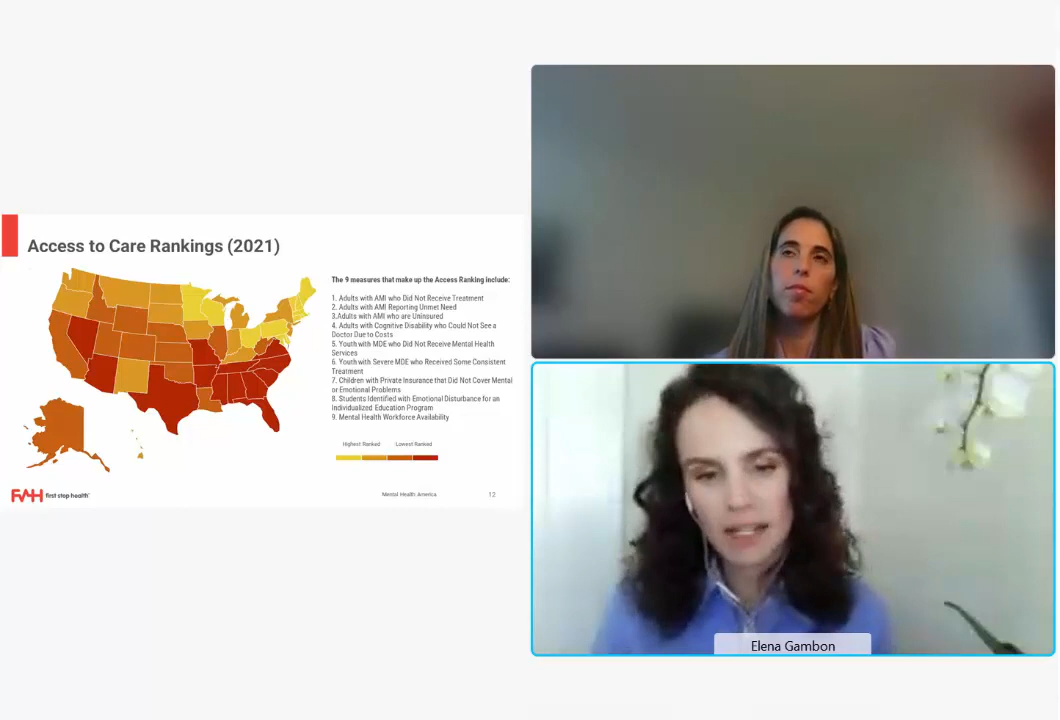 Access to Care Rankings (2021)
The 9 measures that make up the Access Ranking include:
1. Adults with AMI who Did Not Receive Treatment
2. Adults with AMI Reporting Unmet Need
3.Adults with AMI who are Uninsured
4. Adults with Cognitive Disability who Could Not See a
Doctor Due to Costs
5. Youth with MDE who Did Not Receive Mental Health
Services
6. Youth with Severe MDE who Received Some Consistent
Treatment
7. Children with Private Insurance that Did Not Cover Mental
or Emotional Problems
8. Students Identified with Emotional Disturbance for an
Individualized Education Program
9. Mental Health Workforce Availability
Highest Ranked Lowest Ranked
first stop health
Mental Health America
12
Elena Gambon